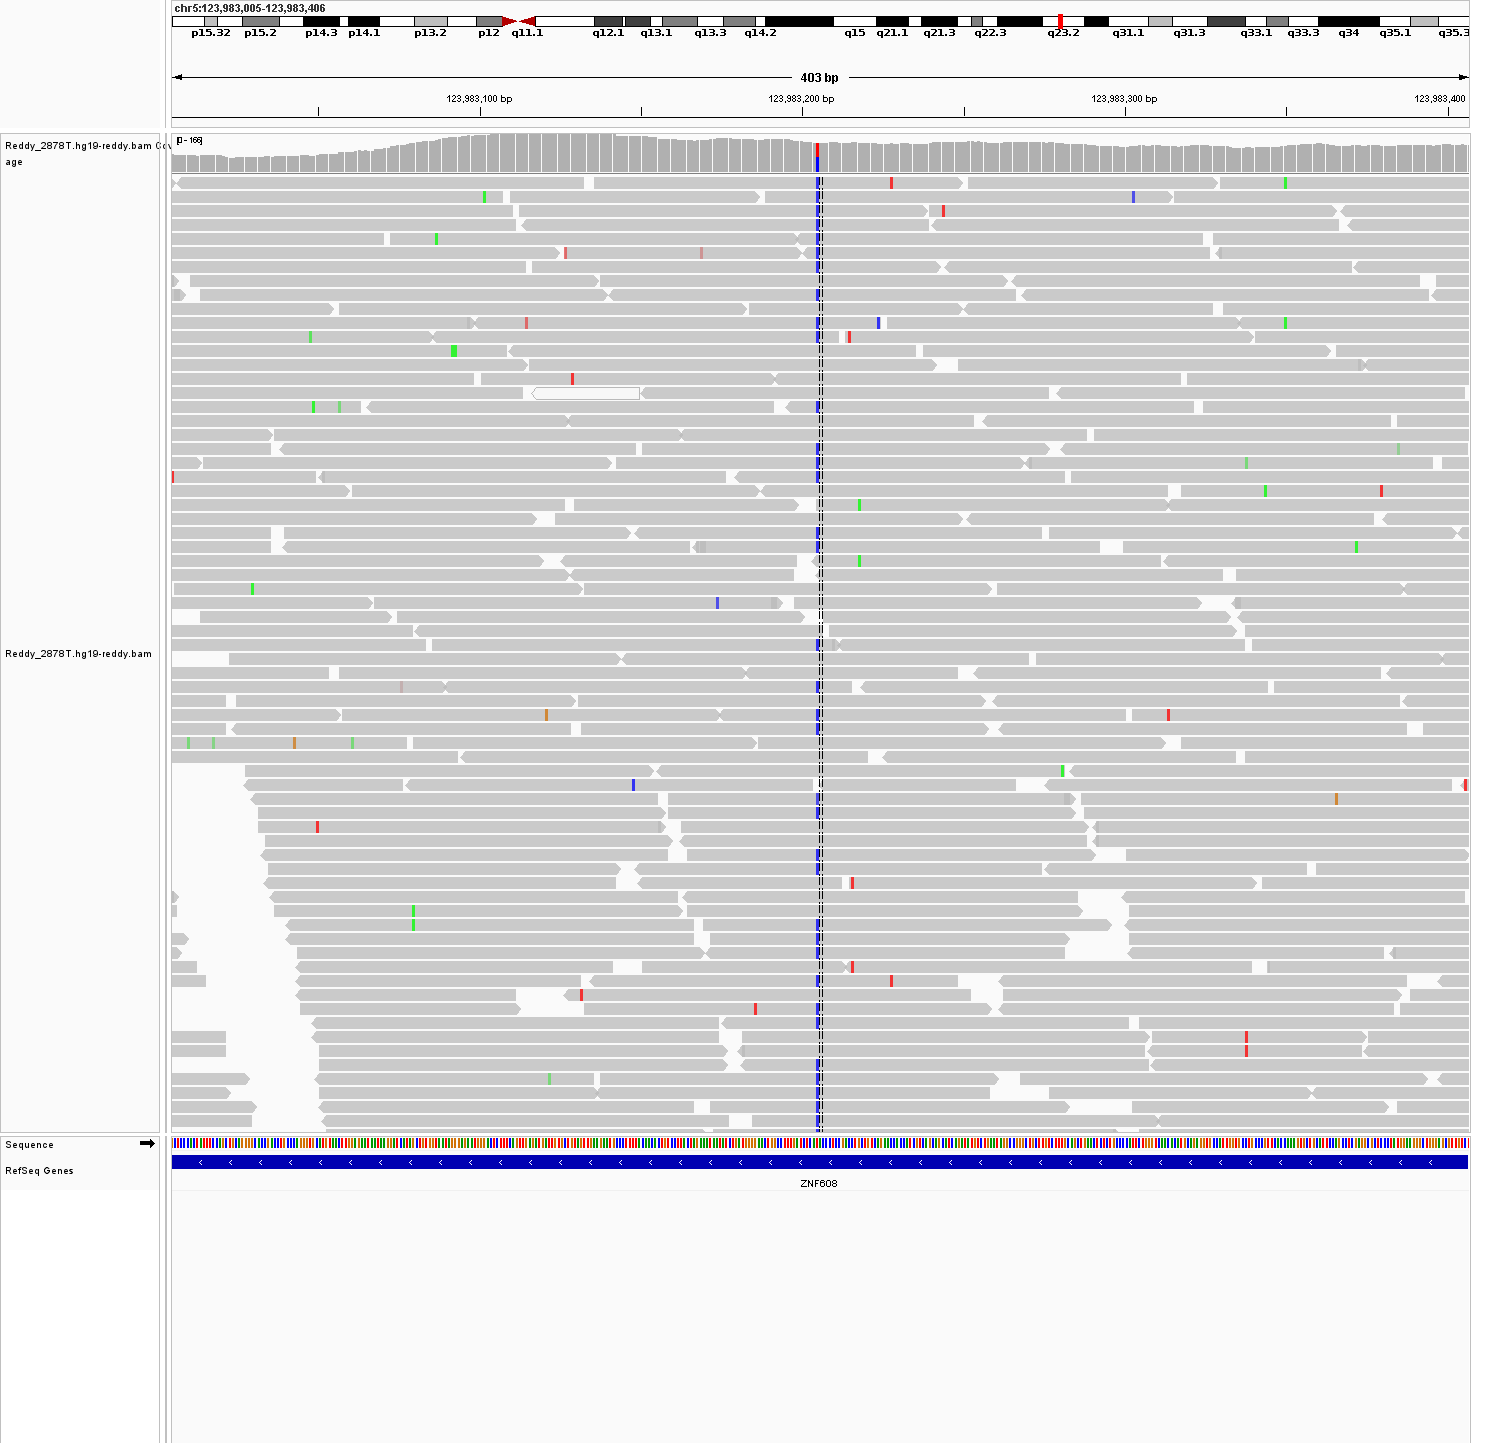 chr5:123,983,005-123,983,406
p15.32 p15.2 p14.3 p14.1 p13.2 p12 q11.1 q12.1 q13.1 q13.3 q14.2 q15 q21.1 q21.3 q22.3 q23.2 q31.1 q31.3 q33.1 q33.3 q34 q35.1 q35.3
403 bp
123,983,100 bp 123,983,200 bp 123,983,300 bp 123,983,400
Reddy_2878T.hg19-reddy.bam Cov
age
[0 - 166]
Reddy_2878T.hg19-reddy.bam
Sequence
RefSeq Genes
ZNF608